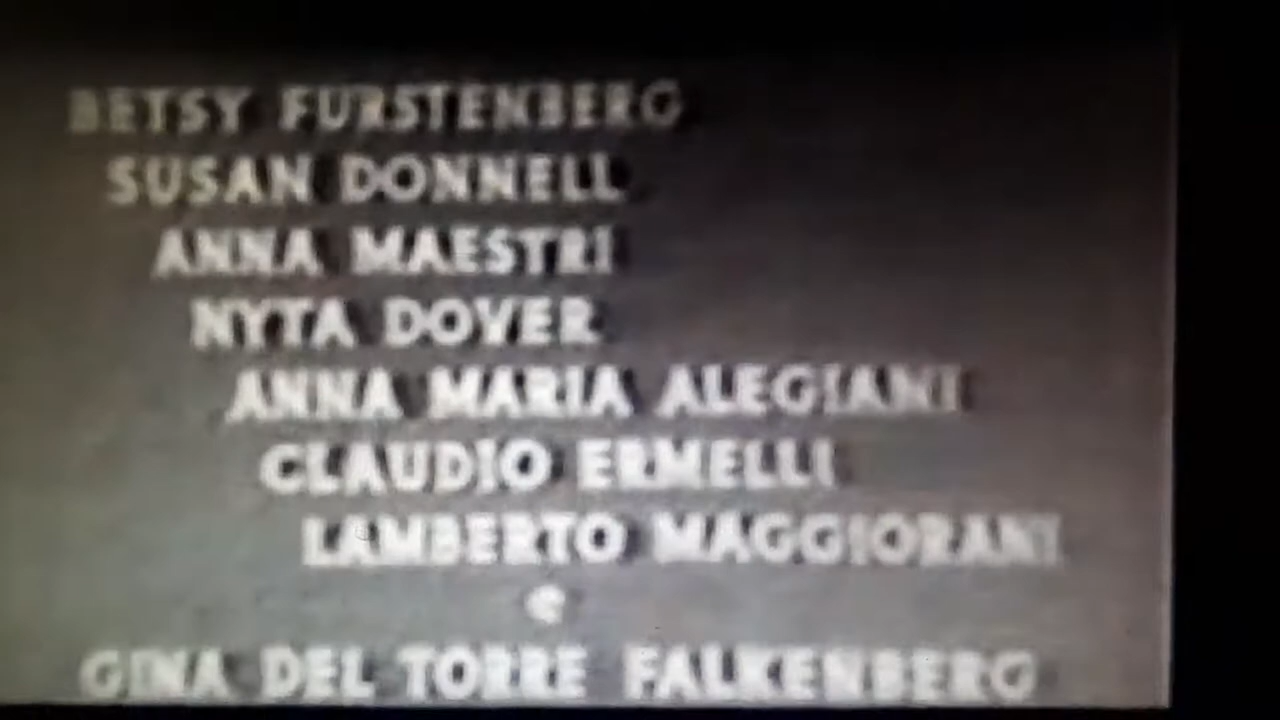 BETSY FURSTENBERG
SUSAN DONNELL
ANNA MAESTRI
NYTA DOVER
ANNA MARIA ALEGIANI
CLAUDIO ERMELLI
LAMBERTO MAGGIORANI
e
GINA DEL TORRE FALKENBERG